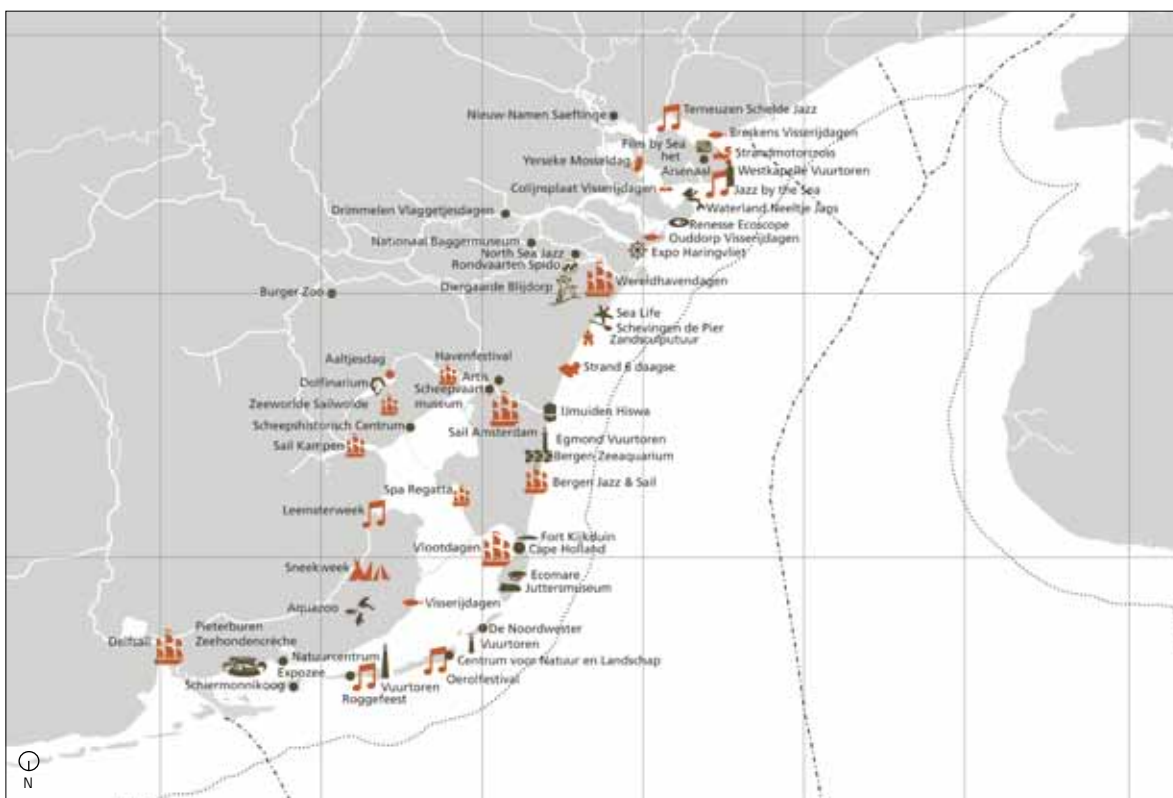 Nieuw-Namen Saeftinge
Terneuzen Schelde Jazz
Breskens Visserijdagen
Film by Sea
het
Arsenaal
Strandmotorcross
Yerseke Mosseldag
Westkapelle Vuurtoren
Colijnsplaat Visserijdagen
Jazz by the Sea
Waterland Neeltje Jans
Drimmelen Vlaggetjesdagen
Renesse Ecoscope
Ouddorp Visserijdagen
Nationaal Baggermuseum
Expo Haringvliet
North Sea Jazz
Rondvaarten Spido
Diergaarde Blijdorp
Wereldhavendagen
Burger Zoo
Sea Life
Schevingen de Pier
Zandsculptuur
Havenfestival
Aaltjesdag
Strand 6 daagse
Dolfinarium
Artis
Scheepvaart
museum
Zeewolde Sailwolde
IJmuiden Hiswa
Scheepshistorisch Centrum
Sail Amsterdam
Egmond Vuurtoren
Sail Kampen
Bergen Zeeaquarium
Bergen Jazz & Sail
Spa Regatta
Lemsterweek
Fort Kijkduin
Vlootdagen
Cape Holland
Sneekweek
Ecomare
Juttersmuseum
Aquazoo
Visserijdagen
Pieterburen
Zeehondencrèche
De Noordwester
Vuurtoren
Delfsail
Natuurcentrum
Centrum voor Natuur en Landschap
Expozee
Oerolfestival
Schiermonnikoog
Vuurtoren
Roggefeest
N